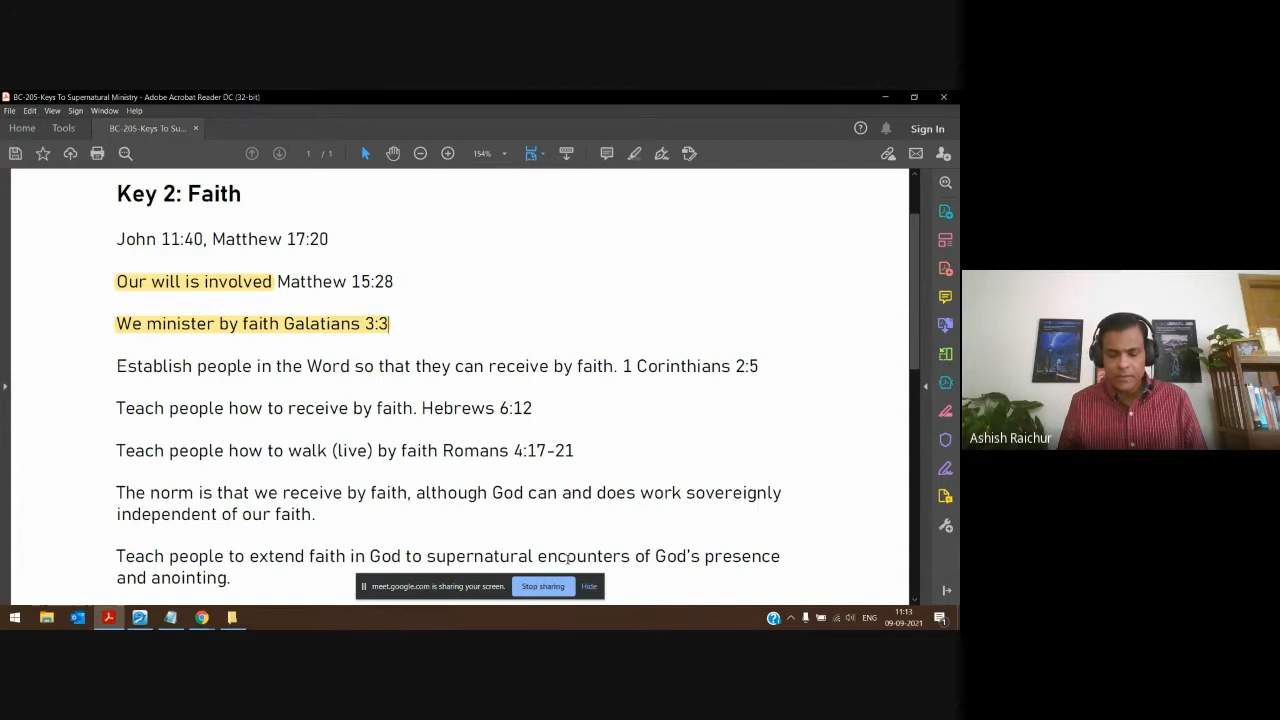 BC-205-Keys To Supernatural Ministry - Adobe Acrobat Reader DC (32-bit)
File Edit View Sign Window Help
Home Tools BC-205-Keys To Su... ×
Sign In
1 / 1
154%
Key 2: Faith
John 11:40, Matthew 17:20
Our will is involved Matthew 15:28
We minister by faith Galatians 3:3
Establish people in the Word so that they can receive by faith. 1 Corinthians 2:5
Teach people how to receive by faith. Hebrews 6:12
Teach people how to walk (live) by faith Romans 4:17-21
The norm is that we receive by faith, although God can and does work sovereignly
independent of our faith.
Teach people to extend faith in God to supernatural encounters of God's presence
and anointing.
meet.google.com is sharing your screen. Stop sharing Hide
Ashish Raichur
ENG
11:13
09-09-2021